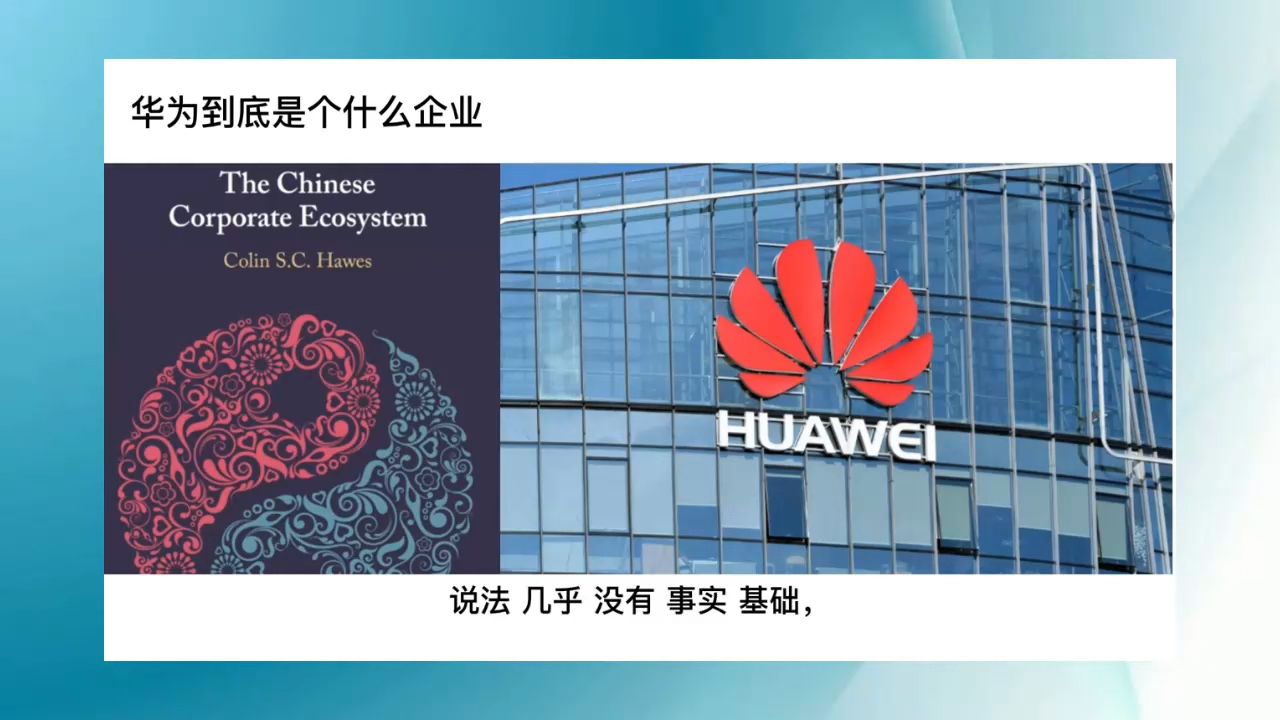 华为到底是个什么企业
The Chinese
Corporate Ecosystem
Colin S.C. Hawes
HUAWEI
说法 几乎 没有 事实 基础，